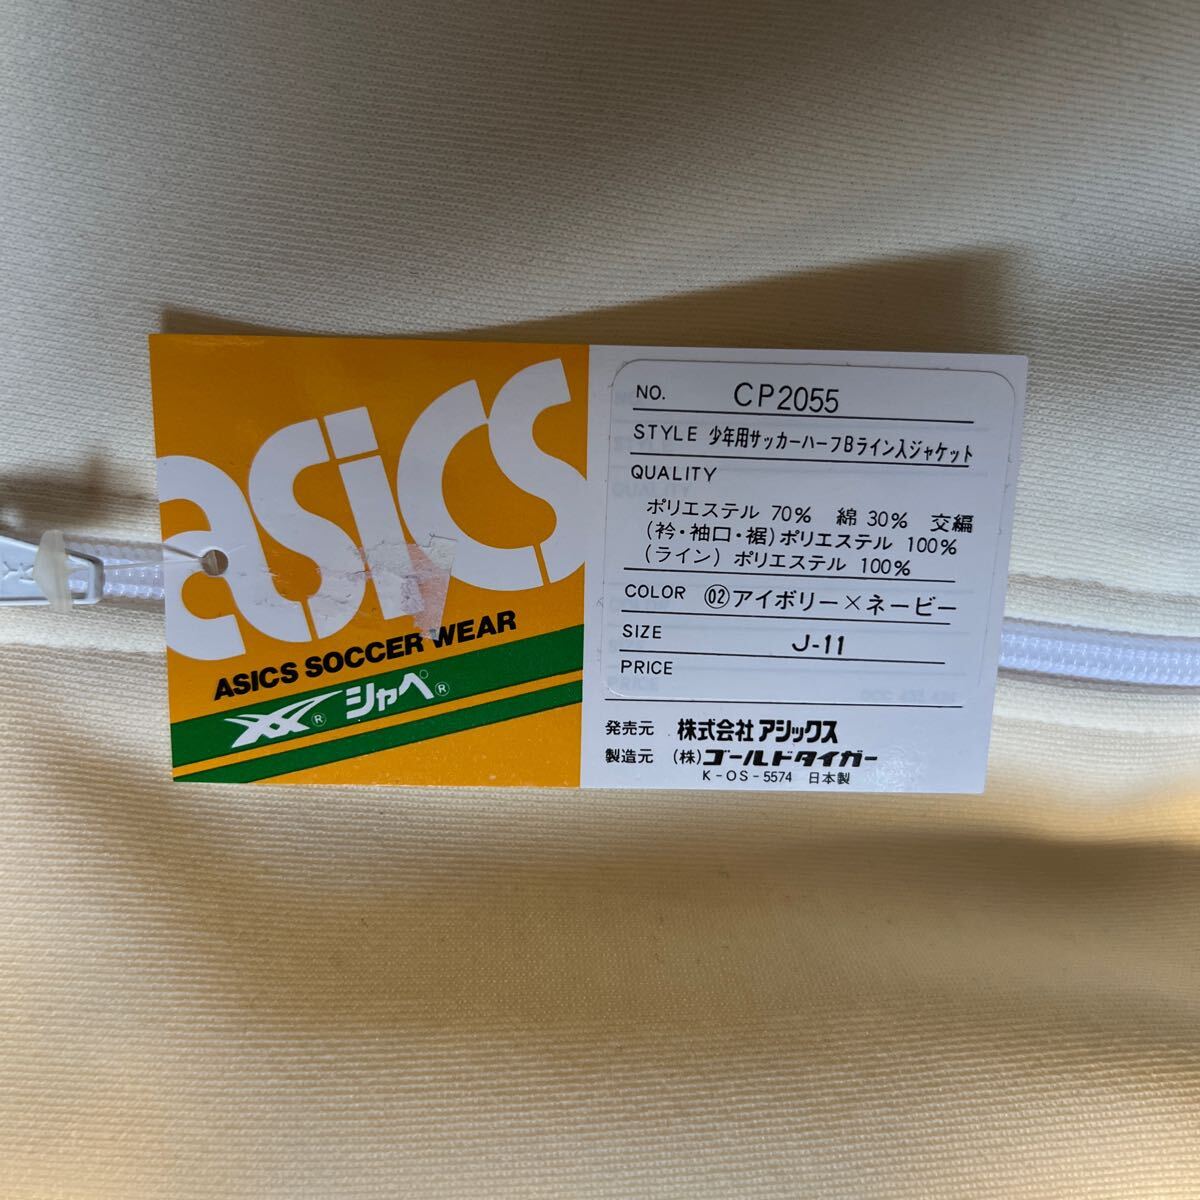 asics
ASICS SOCCER WEAR
® シャペ®
NO. CP2055
STYLE 少年用サッカーハーフBライン入ジャケット
QUALITY
ポリエステル 70% 綿 30% 交編
(衿・袖口・裾) ポリエステル 100%
(ライン) ポリエステル 100%
COLOR 02 アイボリー×ネービー
SIZE J-11
PRICE
発売元 株式会社アシックス
製造元 (株)ゴールドタイガー
K-OS-5574 日本製